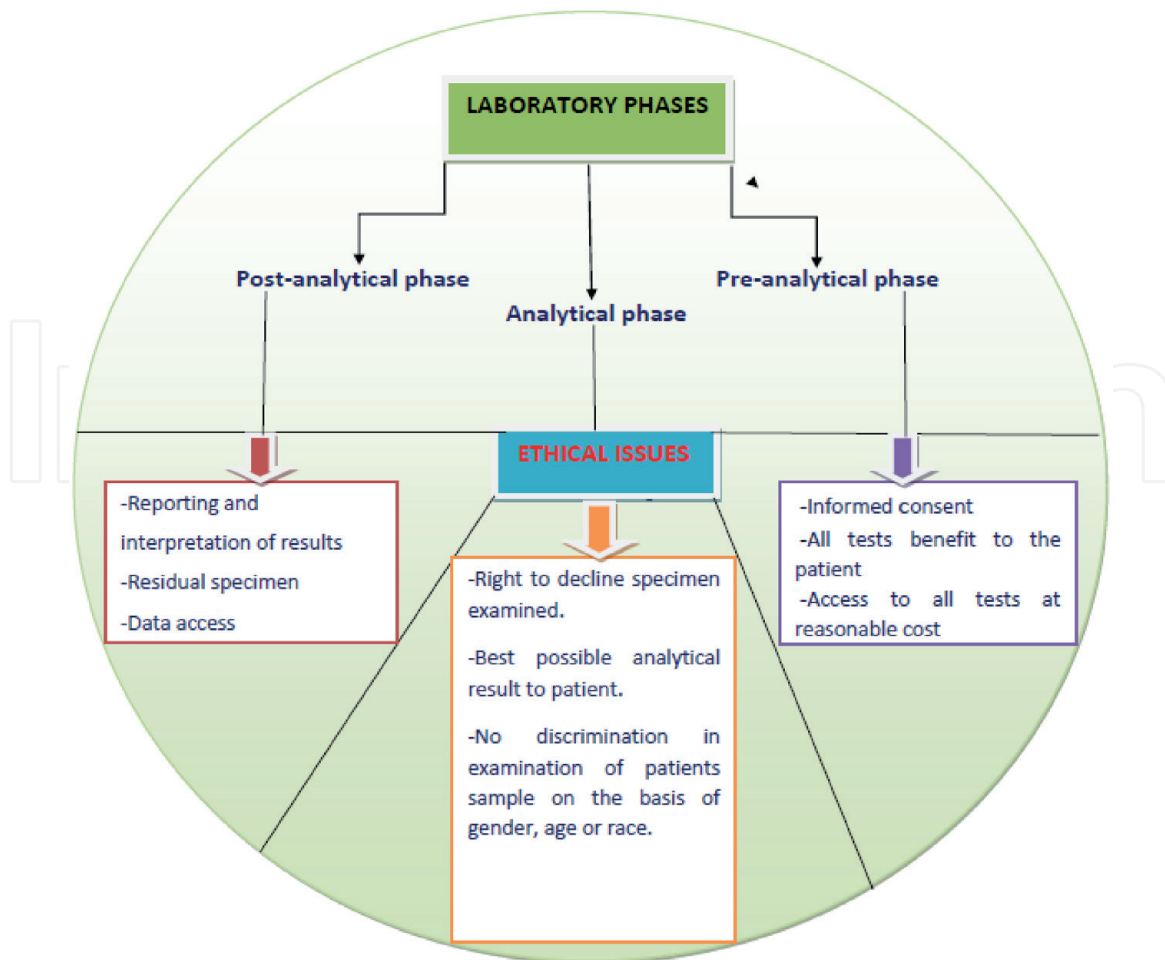 LABORATORY PHASES
Post-analytical phase
Pre-analytical phase
Analytical phase
ETHICAL ISSUES
-Reporting and
interpretation of results
-Residual specimen
-Data access
-Right to decline specimen
examined.
-Best possible analytical
result to patient.
-No discrimination in
examination of patients
sample on the basis of
gender, age or race.
-Informed consent
-All tests benefit to the
patient
-Access to all tests at
reasonable cost